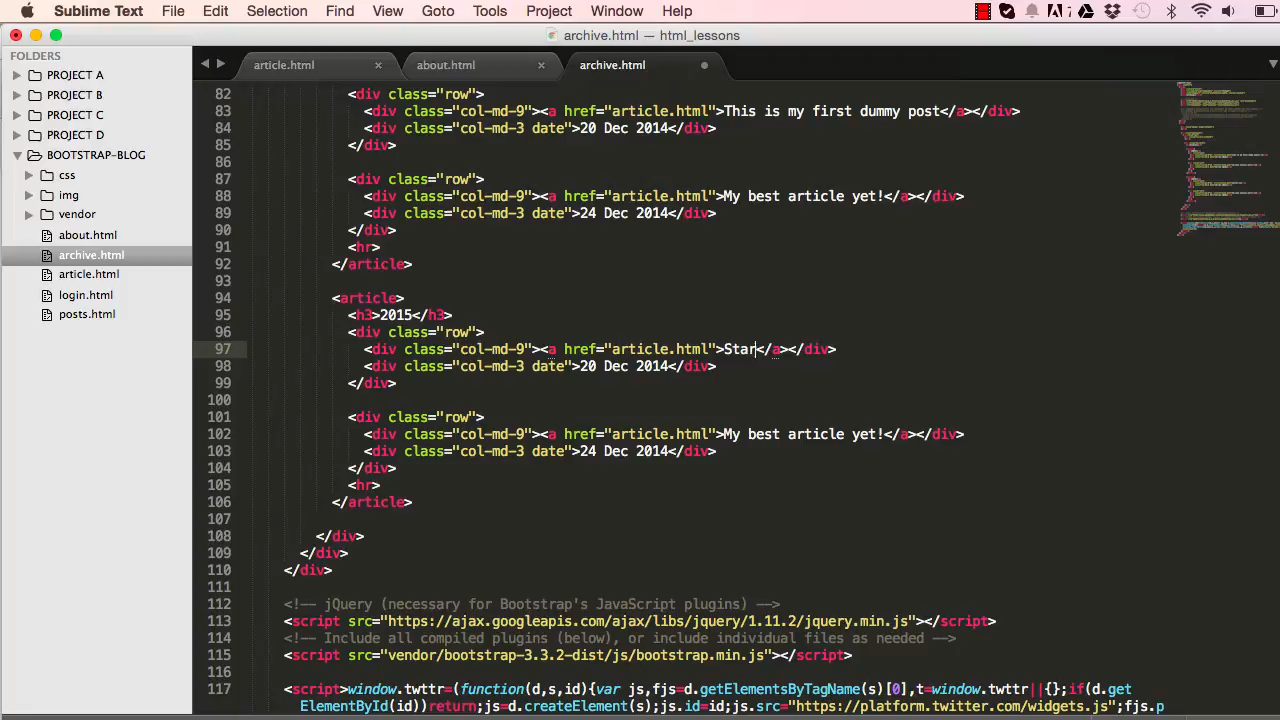 Sublime Text File Edit Selection Find View Goto Tools Project Window Help 7
archive.html — html_lessons
FOLDERS
PROJECT A
PROJECT B
PROJECT C
PROJECT D
BOOTSTRAP-BLOG
css
img
vendor
about.html
archive.html
article.html
login.html
posts.html
article.html × about.html × archive.html
82 <div class="row">
83 <div class="col-md-9"><a href="article.html">This is my first dummy post</a></div>
84 <div class="col-md-3 date">20 Dec 2014</div>
85 </div>
86
87 <div class="row">
88 <div class="col-md-9"><a href="article.html">My best article yet!</a></div>
89 <div class="col-md-3 date">24 Dec 2014</div>
90 </div>
91 <hr>
92 </article>
93
94 <article>
95 <h3>2015</h3>
96 <div class="row">
97 <div class="col-md-9"><a href="article.html">Star</a></div>
98 <div class="col-md-3 date">20 Dec 2014</div>
99 </div>
100
101 <div class="row">
102 <div class="col-md-9"><a href="article.html">My best article yet!</a></div>
103 <div class="col-md-3 date">24 Dec 2014</div>
104 </div>
105 <hr>
106 </article>
107
108 </div>
109 </div>
110 </div>
111
112 <!-- jQuery (necessary for Bootstrap's JavaScript plugins) -->
113 <script src="https://ajax.googleapis.com/ajax/libs/jquery/1.11.2/jquery.min.js"></script>
114 <!-- Include all compiled plugins (below), or include individual files as needed -->
115 <script src="vendor/bootstrap-3.3.2-dist/js/bootstrap.min.js"></script>
116
117 <script>window.twttr=(function(d,s,id){var js,fjs=d.getElementsByTagName(s)[0],t=window.twttr||{};if(d.get
ElementById(id))return;js=d.createElement(s);js.id=id;js.src="https://platform.twitter.com/widgets.js";fjs.p